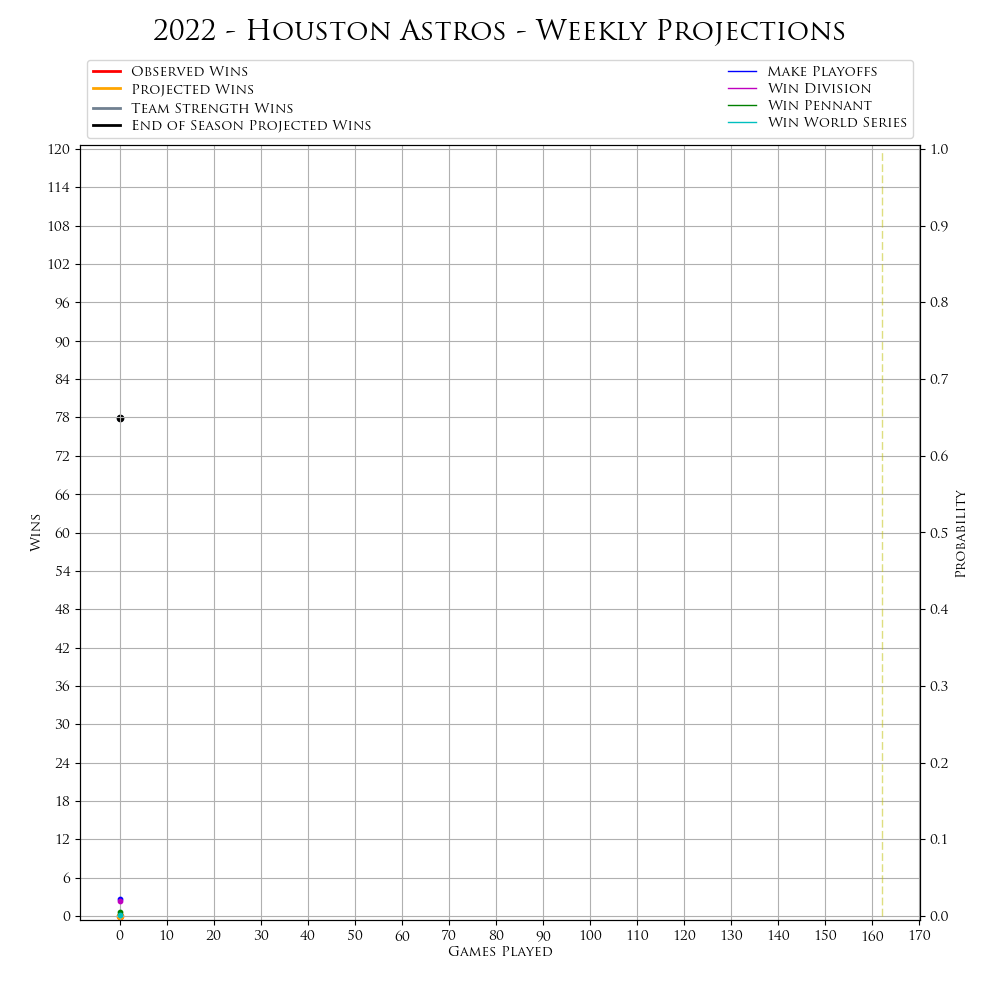 2022 - Houston Astros - Weekly Projections
Observed Wins
Projected Wins
Team Strength Wins
End of Season Projected Wins
Make Playoffs
Win Division
Win Pennant
Win World Series
120
114
108
102
96
90
84
78
72
66
60
54
48
42
36
30
24
18
12
6
0
Wins
1.0
0.9
0.8
0.7
0.6
0.5
0.4
0.3
0.2
0.1
0.0
Probability
0 10 20 30 40 50 60 70 80 90 100 110 120 130 140 150 160 170
Games Played